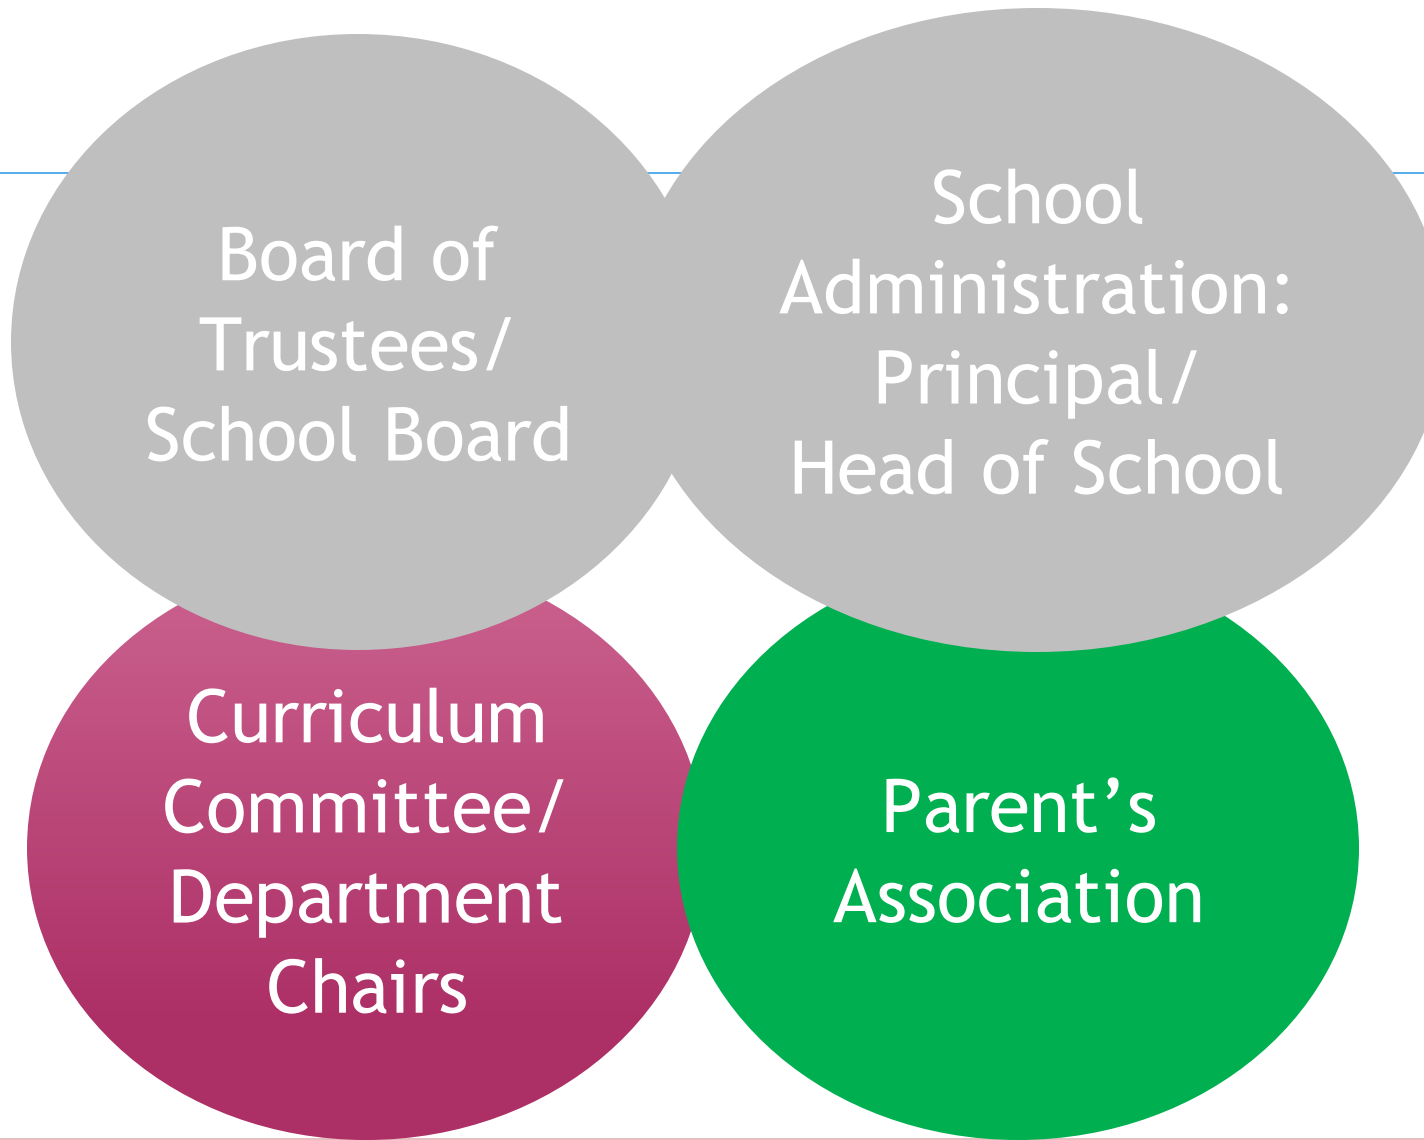 Board of
Trustees/
School Board
School
Administration:
Principal/
Head of School
Curriculum
Committee/
Department
Chairs
Parent’s
Association